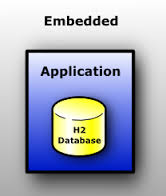 Embedded
Application
H2
Database